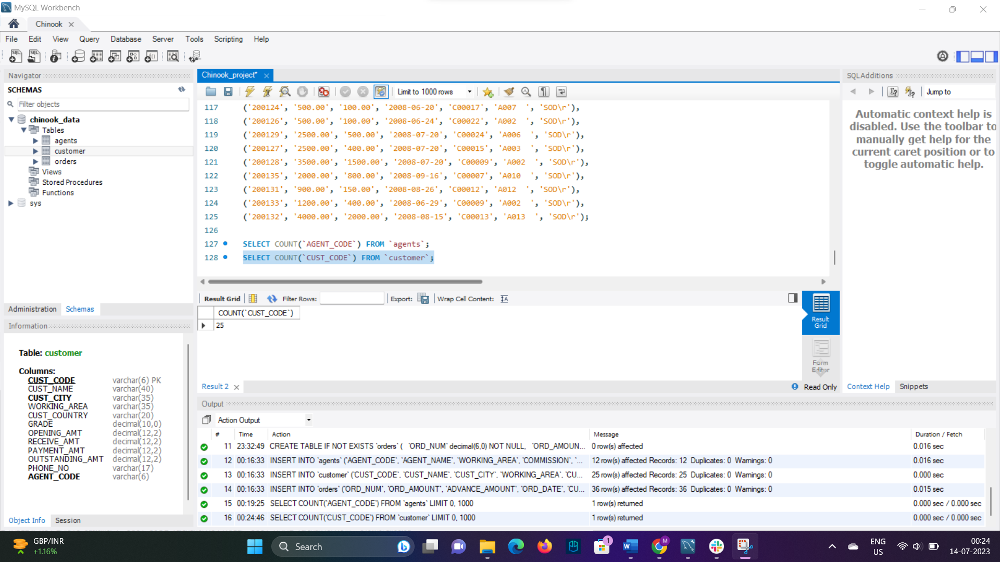 MySQL Workbench
Chinook
File Edit View Query Database Server Tools Scripting Help
Navigator
SCHEMAS
Filter objects
chinook_data
Tables
agents
customer
orders
Views
Stored Procedures
Functions
sys
Administration Schemas
Information
Table: customer
Columns:
CUST_CODE varchar(6) PK
CUST_NAME varchar(40)
CUST_CITY varchar(35)
WORKING_AREA varchar(35)
CUST_COUNTRY varchar(20)
GRADE decimal(10,0)
OPENING_AMT decimal(12,2)
RECEIVE_AMT decimal(12,2)
PAYMENT_AMT decimal(12,2)
OUTSTANDING_AMT decimal(12,2)
PHONE_NO varchar(17)
AGENT_CODE varchar(6)
Object Info Session
Chinook_project*
Limit to 1000 rows
117 ('200124', '500.00', '100.00', '2008-06-20', 'C00017', 'A007  ', 'SOD\r'),
118 ('200126', '500.00', '100.00', '2008-06-24', 'C00022', 'A002  ', 'SOD\r'),
119 ('200129', '2500.00', '500.00', '2008-07-20', 'C00024', 'A006  ', 'SOD\r'),
120 ('200127', '2500.00', '400.00', '2008-07-20', 'C00015', 'A003  ', 'SOD\r'),
121 ('200128', '3500.00', '1500.00', '2008-07-20', 'C00009', 'A002  ', 'SOD\r'),
122 ('200135', '2000.00', '800.00', '2008-09-16', 'C00007', 'A010  ', 'SOD\r'),
123 ('200131', '900.00', '150.00', '2008-08-26', 'C00012', 'A012  ', 'SOD\r'),
124 ('200133', '1200.00', '400.00', '2008-06-29', 'C00009', 'A002  ', 'SOD\r'),
125 ('200132', '4000.00', '2000.00', '2008-08-15', 'C00013', 'A013  ', 'SOD\r');
126
127 SELECT COUNT(`AGENT_CODE`) FROM `agents`;
128 SELECT COUNT(`CUST_CODE`) FROM `customer`;
Result Grid Filter Rows: Export: Wrap Cell Content:
COUNT(`CUST_CODE`)
25
Result Grid
Form Editor
Result 2
Read Only
SQLAdditions
Jump to
Automatic context help is
disabled. Use the toolbar to
manually get help for the
current caret position or to
toggle automatic help.
Context Help Snippets
Output
Action Output
# Time Action Message Duration / Fetch
11 23:32:49 CREATE TABLE IF NOT EXISTS `orders` (   `ORD_NUM` decimal(6,0) NOT NULL,   `ORD_AMOUN... 0 row(s) affected 0.016 sec
12 00:16:33 INSERT INTO `agents` (`AGENT_CODE`, `AGENT_NAME`, `WORKING_AREA`, `COMMISSION`, `... 12 row(s) affected Records: 12  Duplicates: 0  Warnings: 0 0.016 sec
13 00:16:33 INSERT INTO `customer` (`CUST_CODE`, `CUST_NAME`, `CUST_CITY`, `WORKING_AREA`, `CU... 25 row(s) affected Records: 25  Duplicates: 0  Warnings: 0 0.000 sec
14 00:16:33 INSERT INTO `orders` (`ORD_NUM`, `ORD_AMOUNT`, `ADVANCE_AMOUNT`, `ORD_DATE`, `CU... 36 row(s) affected Records: 36  Duplicates: 0  Warnings: 0 0.015 sec
15 00:19:25 SELECT COUNT(`AGENT_CODE`) FROM `agents` LIMIT 0, 1000 1 row(s) returned 0.000 sec / 0.000 sec
16 00:24:46 SELECT COUNT(`CUST_CODE`) FROM `customer` LIMIT 0, 1000 1 row(s) returned 0.000 sec / 0.000 sec
GBP/INR
+1.16%
Search
1
M
ENG
US
00:24
14-07-2023